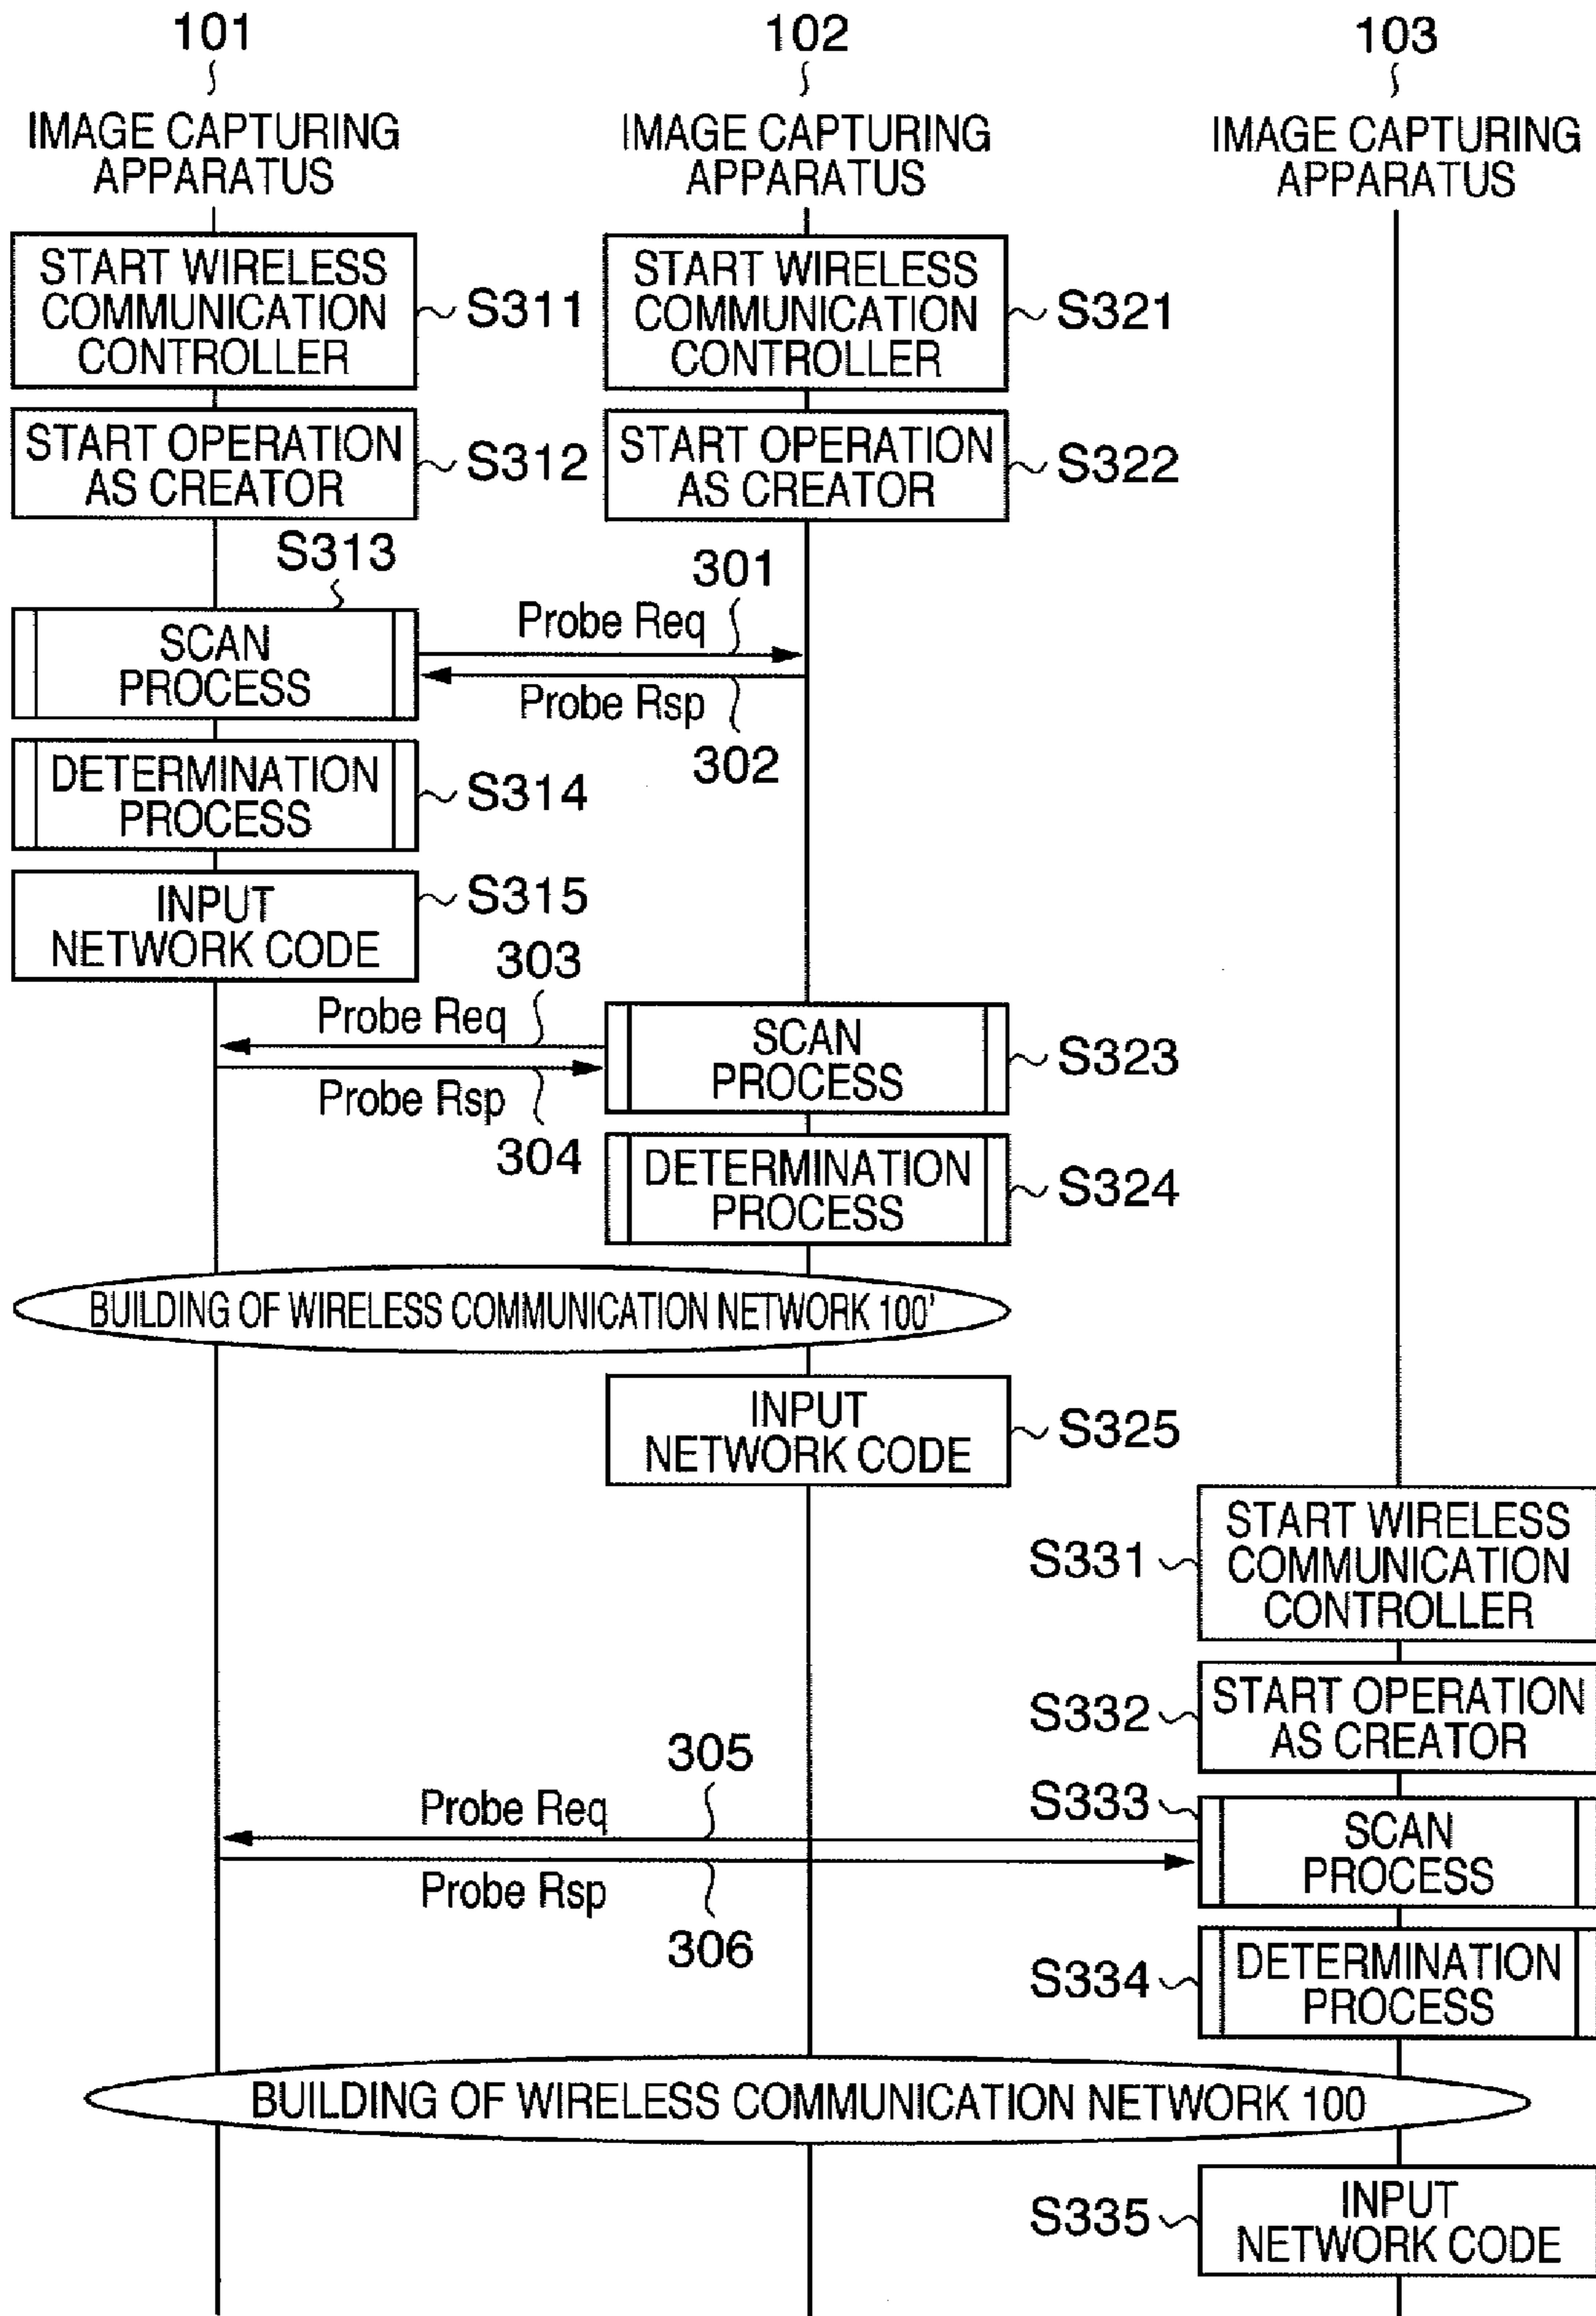 101
102
103
IMAGE CAPTURING
APPARATUS
IMAGE CAPTURING
APPARATUS
IMAGE CAPTURING
APPARATUS
START WIRELESS
COMMUNICATION
CONTROLLER
S311
START WIRELESS
COMMUNICATION
CONTROLLER
S321
START OPERATION
AS CREATOR
S312
START OPERATION
AS CREATOR
S322
S313
SCAN
PROCESS
301
Probe Req
Probe Rsp
302
DETERMINATION
PROCESS
S314
INPUT
NETWORK CODE
S315
303
Probe Req
Probe Rsp
304
SCAN
PROCESS
S323
DETERMINATION
PROCESS
S324
BUILDING OF WIRELESS COMMUNICATION NETWORK 100'
INPUT
NETWORK CODE
S325
S331
START WIRELESS
COMMUNICATION
CONTROLLER
S332
START OPERATION
AS CREATOR
305
Probe Req
Probe Rsp
306
S333
SCAN
PROCESS
S334
DETERMINATION
PROCESS
BUILDING OF WIRELESS COMMUNICATION NETWORK 100
S335
INPUT
NETWORK CODE